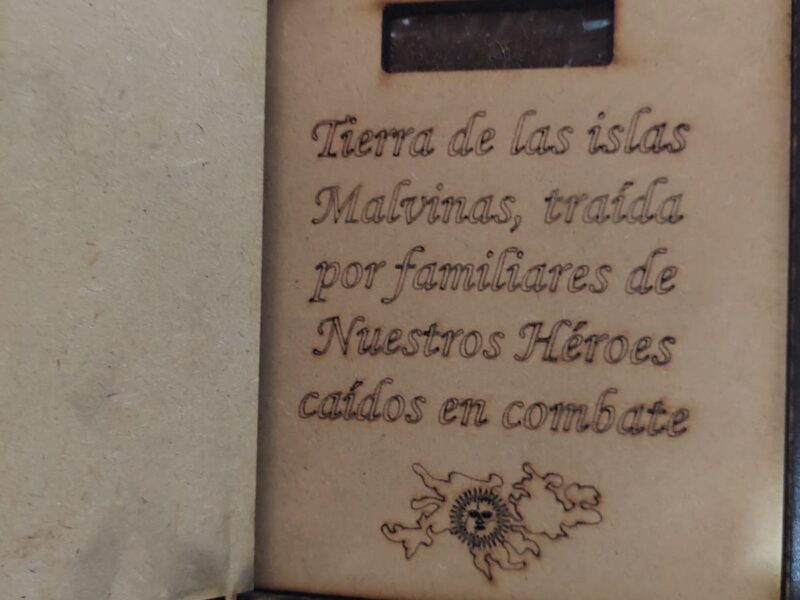 Tierra de las islas
Malvinas, traída
por familiares de
Nuestros Héroes
caídos en combate